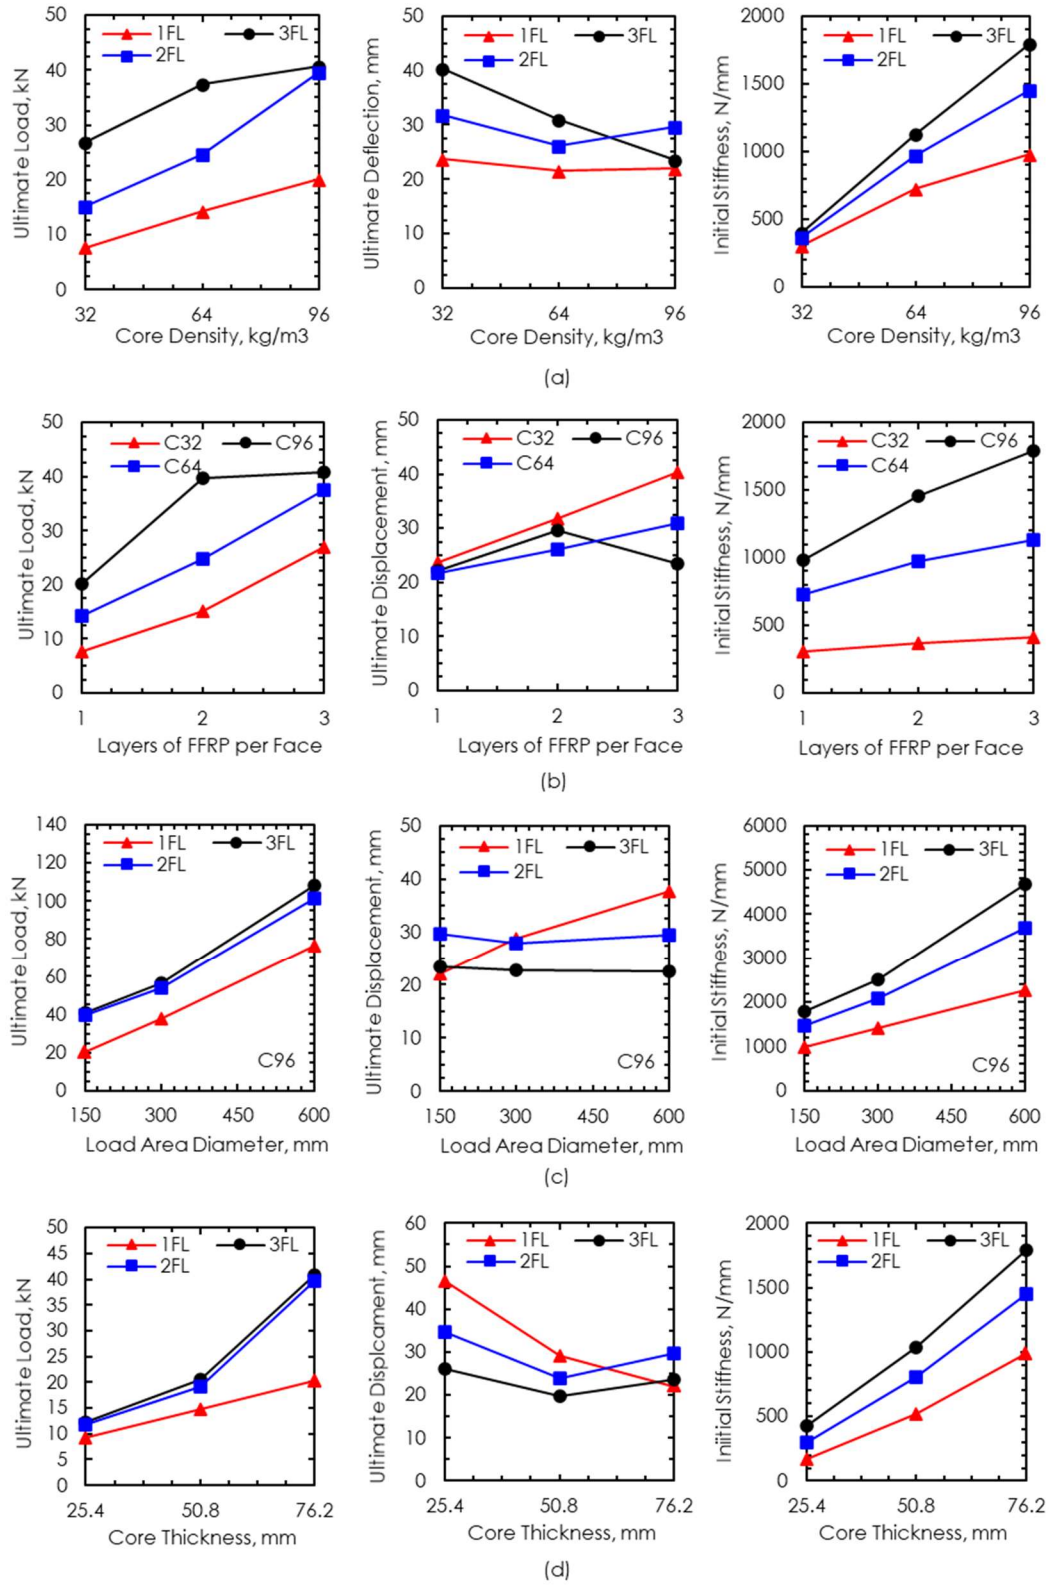 50
40
30
20
10
0
Ultimate Load, kN
1FL
3FL
2FL
32
64
96
Core Density, kg/m3
50
40
30
20
10
0
Ultimate Deflection, mm
1FL
3FL
2FL
32
64
96
Core Density, kg/m3
2000
1500
1000
500
0
Initial Stiffness, N/mm
1FL
3FL
2FL
32
64
96
Core Density, kg/m3
(a)
50
40
30
20
10
0
Ultimate Load, kN
C32
C96
C64
1
2
3
Layers of FFRP per Face
50
40
30
20
10
0
Ultimate Displacement, mm
C32
C96
C64
1
2
3
2000
1500
1000
500
0
Initial Stiffness, N/mm
C32
C96
C64
1
2
3
Layers of FFRP per Face
(b)
140
120
100
80
60
40
20
0
Ultimate Load, kN
1FL
3FL
2FL
C96
150
300
450
600
Load Area Diameter, mm
50
40
30
20
10
0
Ultimate Displacement, mm
1FL
3FL
2FL
C96
150
300
450
600
Load Area Diameter, mm
6000
5000
4000
3000
2000
1000
0
Initial Stiffness, N/mm
1FL
3FL
2FL
C96
150
300
450
600
Load Area Diameter, mm
(c)
50
45
40
35
30
25
20
15
10
5
0
Ultimate Load, kN
1FL
3FL
2FL
25.4
50.8
76.2
Core Thickness, mm
60
50
40
30
20
10
0
Ultimate Displcament, mm
1FL
3FL
2FL
25.4
50.8
76.2
Core Thickness, mm
2000
1500
1000
500
0
Iniitial Stiffness, N/mm
1FL
3FL
2FL
25.4
50.8
76.2
Core Thickness, mm
(d)